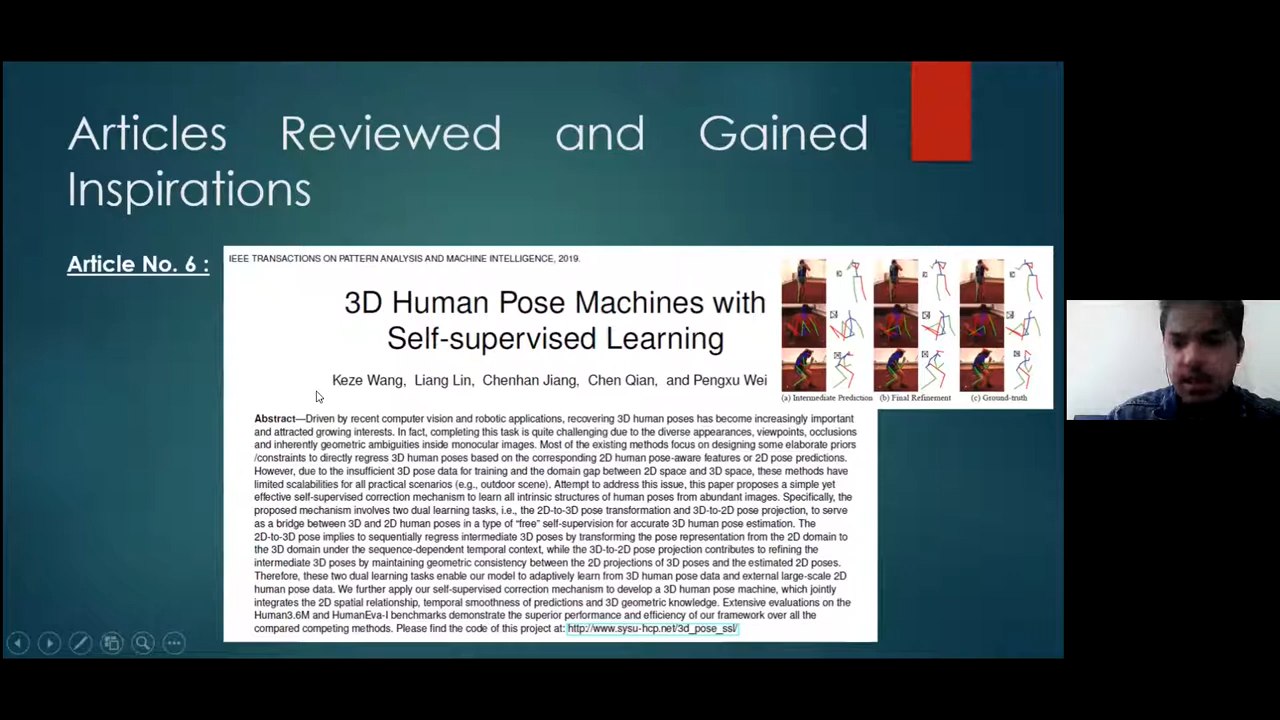 Articles Reviewed and Gained
Inspirations
Article No. 6 :
IEEE TRANSACTIONS ON PATTERN ANALYSIS AND MACHINE INTELLIGENCE, 2019.
3D Human Pose Machines with
Self-supervised Learning
Keze Wang, Liang Lin, Chenhan Jiang, Chen Qian, and Pengxu Wei
(a) Intermediate Prediction (b) Final Refinement (c) Ground-truth
Abstract—Driven by recent computer vision and robotic applications, recovering 3D human poses has become increasingly important
and attracted growing interests. In fact, completing this task is quite challenging due to the diverse appearances, viewpoints, occlusions
and inherently geometric ambiguities inside monocular images. Most of the existing methods focus on designing some elaborate priors
/constraints to directly regress 3D human poses based on the corresponding 2D human pose-aware features or 2D pose predictions.
However, due to the insufficient 3D pose data for training and the domain gap between 2D space and 3D space, these methods have
limited scalabilities for all practical scenarios (e.g., outdoor scene). Attempt to address this issue, this paper proposes a simple yet
effective self-supervised correction mechanism to learn all intrinsic structures of human poses from abundant images. Specifically, the
proposed mechanism involves two dual learning tasks, i.e., the 2D-to-3D pose transformation and 3D-to-2D pose projection, to serve
as a bridge between 3D and 2D human poses in a type of “free” self-supervision for accurate 3D human pose estimation. The
2D-to-3D pose implies to sequentially regress intermediate 3D poses by transforming the pose representation from the 2D domain to
the 3D domain under the sequence-dependent temporal context, while the 3D-to-2D pose projection contributes to refining the
intermediate 3D poses by maintaining geometric consistency between the 2D projections of 3D poses and the estimated 2D poses.
Therefore, these two dual learning tasks enable our model to adaptively learn from 3D human pose data and external large-scale 2D
human pose data. We further apply our self-supervised correction mechanism to develop a 3D human pose machine, which jointly
integrates the 2D spatial relationship, temporal smoothness of predictions and 3D geometric knowledge. Extensive evaluations on the
Human3.6M and HumanEva-I benchmarks demonstrate the superior performance and efficiency of our framework over all the
compared competing methods. Please find the code of this project at: http://www.sysu-hcp.net/3d_pose_ssl/